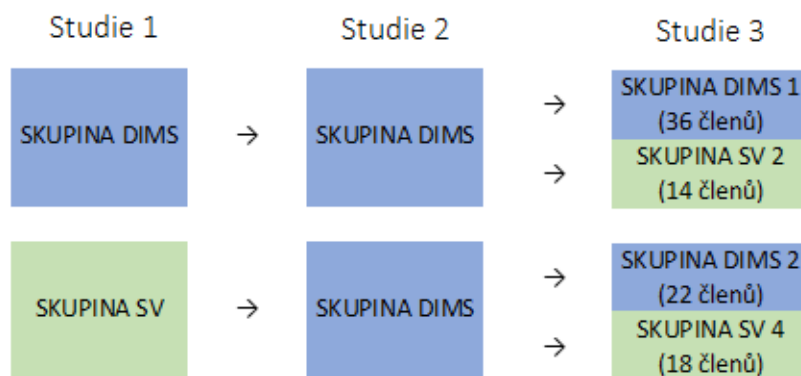 Studie 1
Studie 2
Studie 3
SKUPINA DIMS
→
SKUPINA DIMS
→
SKUPINA DIMS 1
(36 členů)
→
SKUPINA SV 2
(14 členů)
SKUPINA SV
→
SKUPINA DIMS
→
SKUPINA DIMS 2
(22 členů)
→
SKUPINA SV 4
(18 členů)